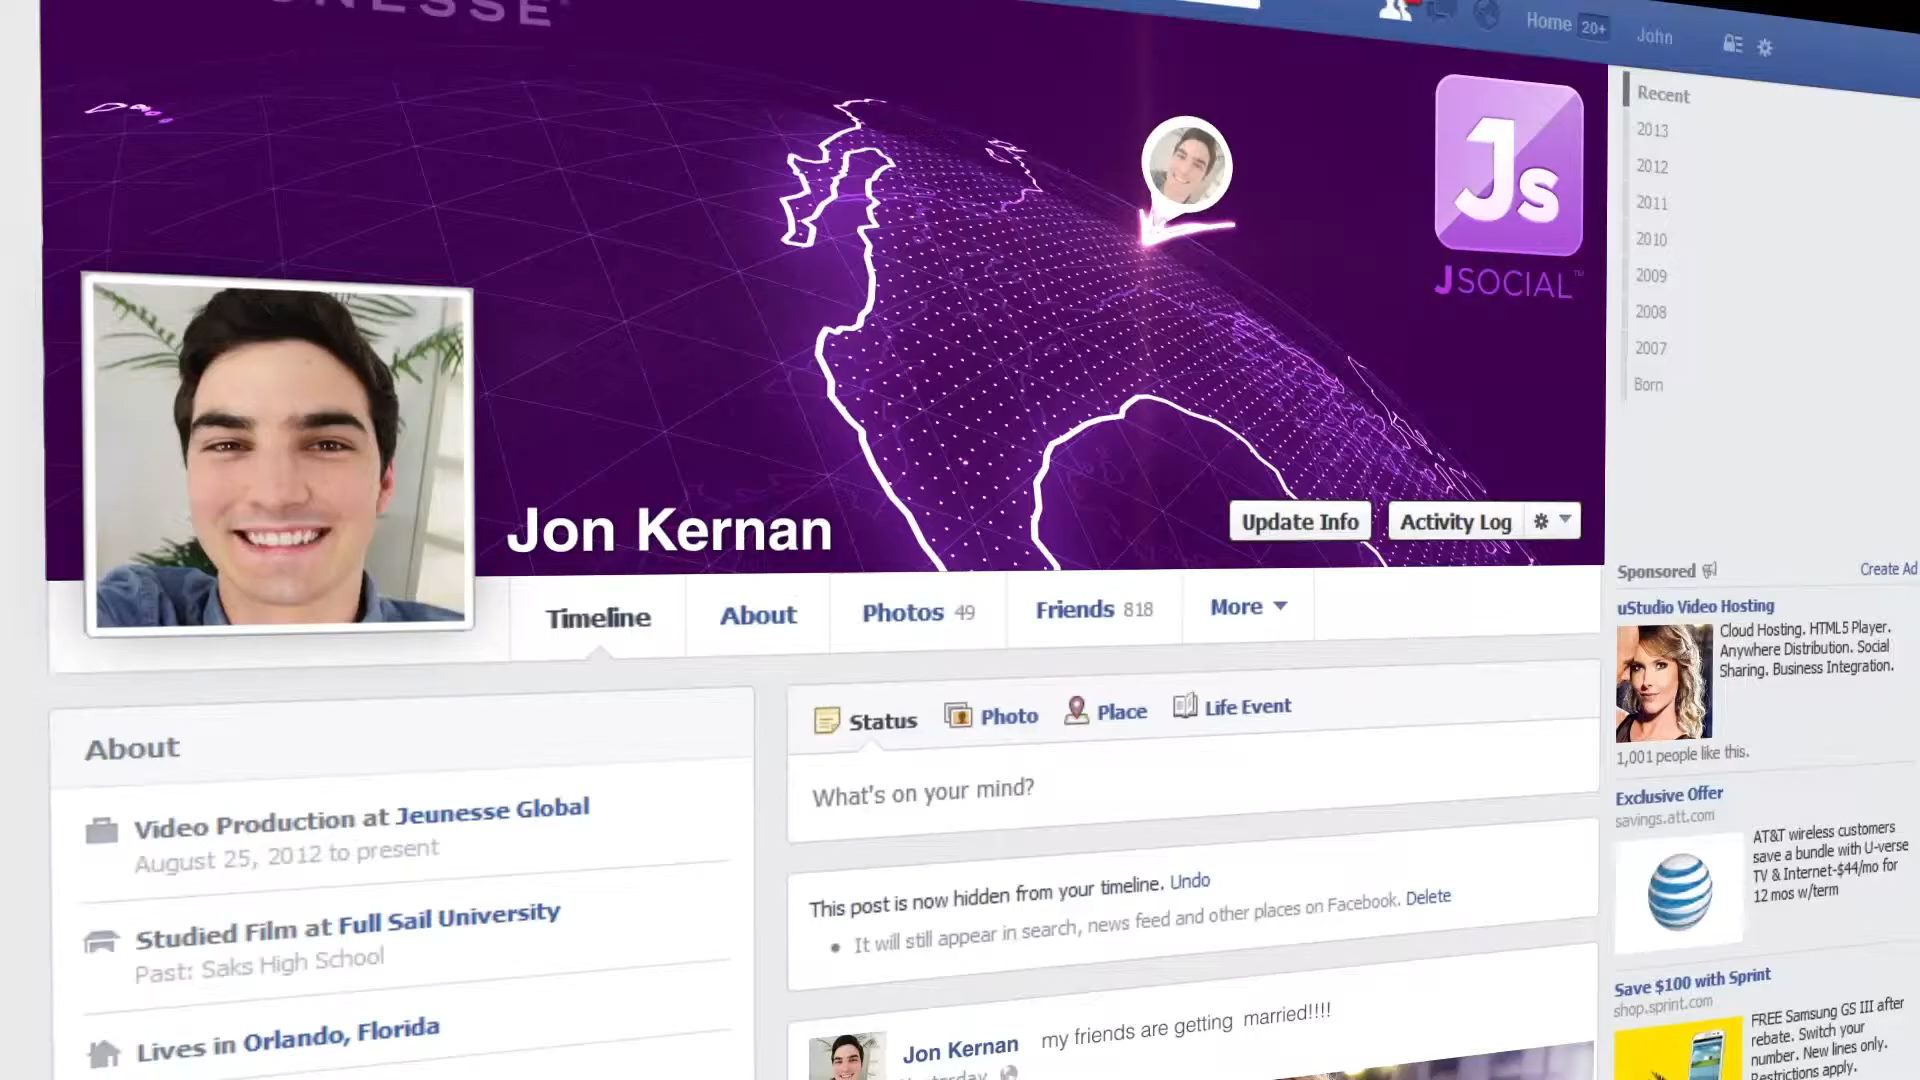 Home 20+ John
Js
JSOCIAL™
Jon Kernan
Update Info
Activity Log
Timeline
About
Photos 49
Friends 818
More
About
Video Production at Jeunesse Global
August 25, 2012 to present
Studied Film at Full Sail University
Past: Saks High School
Lives in Orlando, Florida
Status
Photo
Place
Life Event
What's on your mind?
This post is now hidden from your timeline. Undo
• It will still appear in search, news feed and other places on Facebook. Delete
Jon Kernan my friends are getting married!!!!
Recent
2013
2012
2011
2010
2009
2008
2007
Born
Sponsored
Create Ad
uStudio Video Hosting
Cloud Hosting. HTML5 Player.
Anywhere Distribution. Social
Sharing. Business Integration.
1,001 people like this.
Exclusive Offer
savings.att.com
AT&T wireless customers
save a bundle with U-verse
TV & Internet-$44/mo for
12 mos w/term
Save $100 with Sprint
shop.sprint.com
FREE Samsung GS III after
rebate. Switch your
number. New lines only.
Restrictions apply.